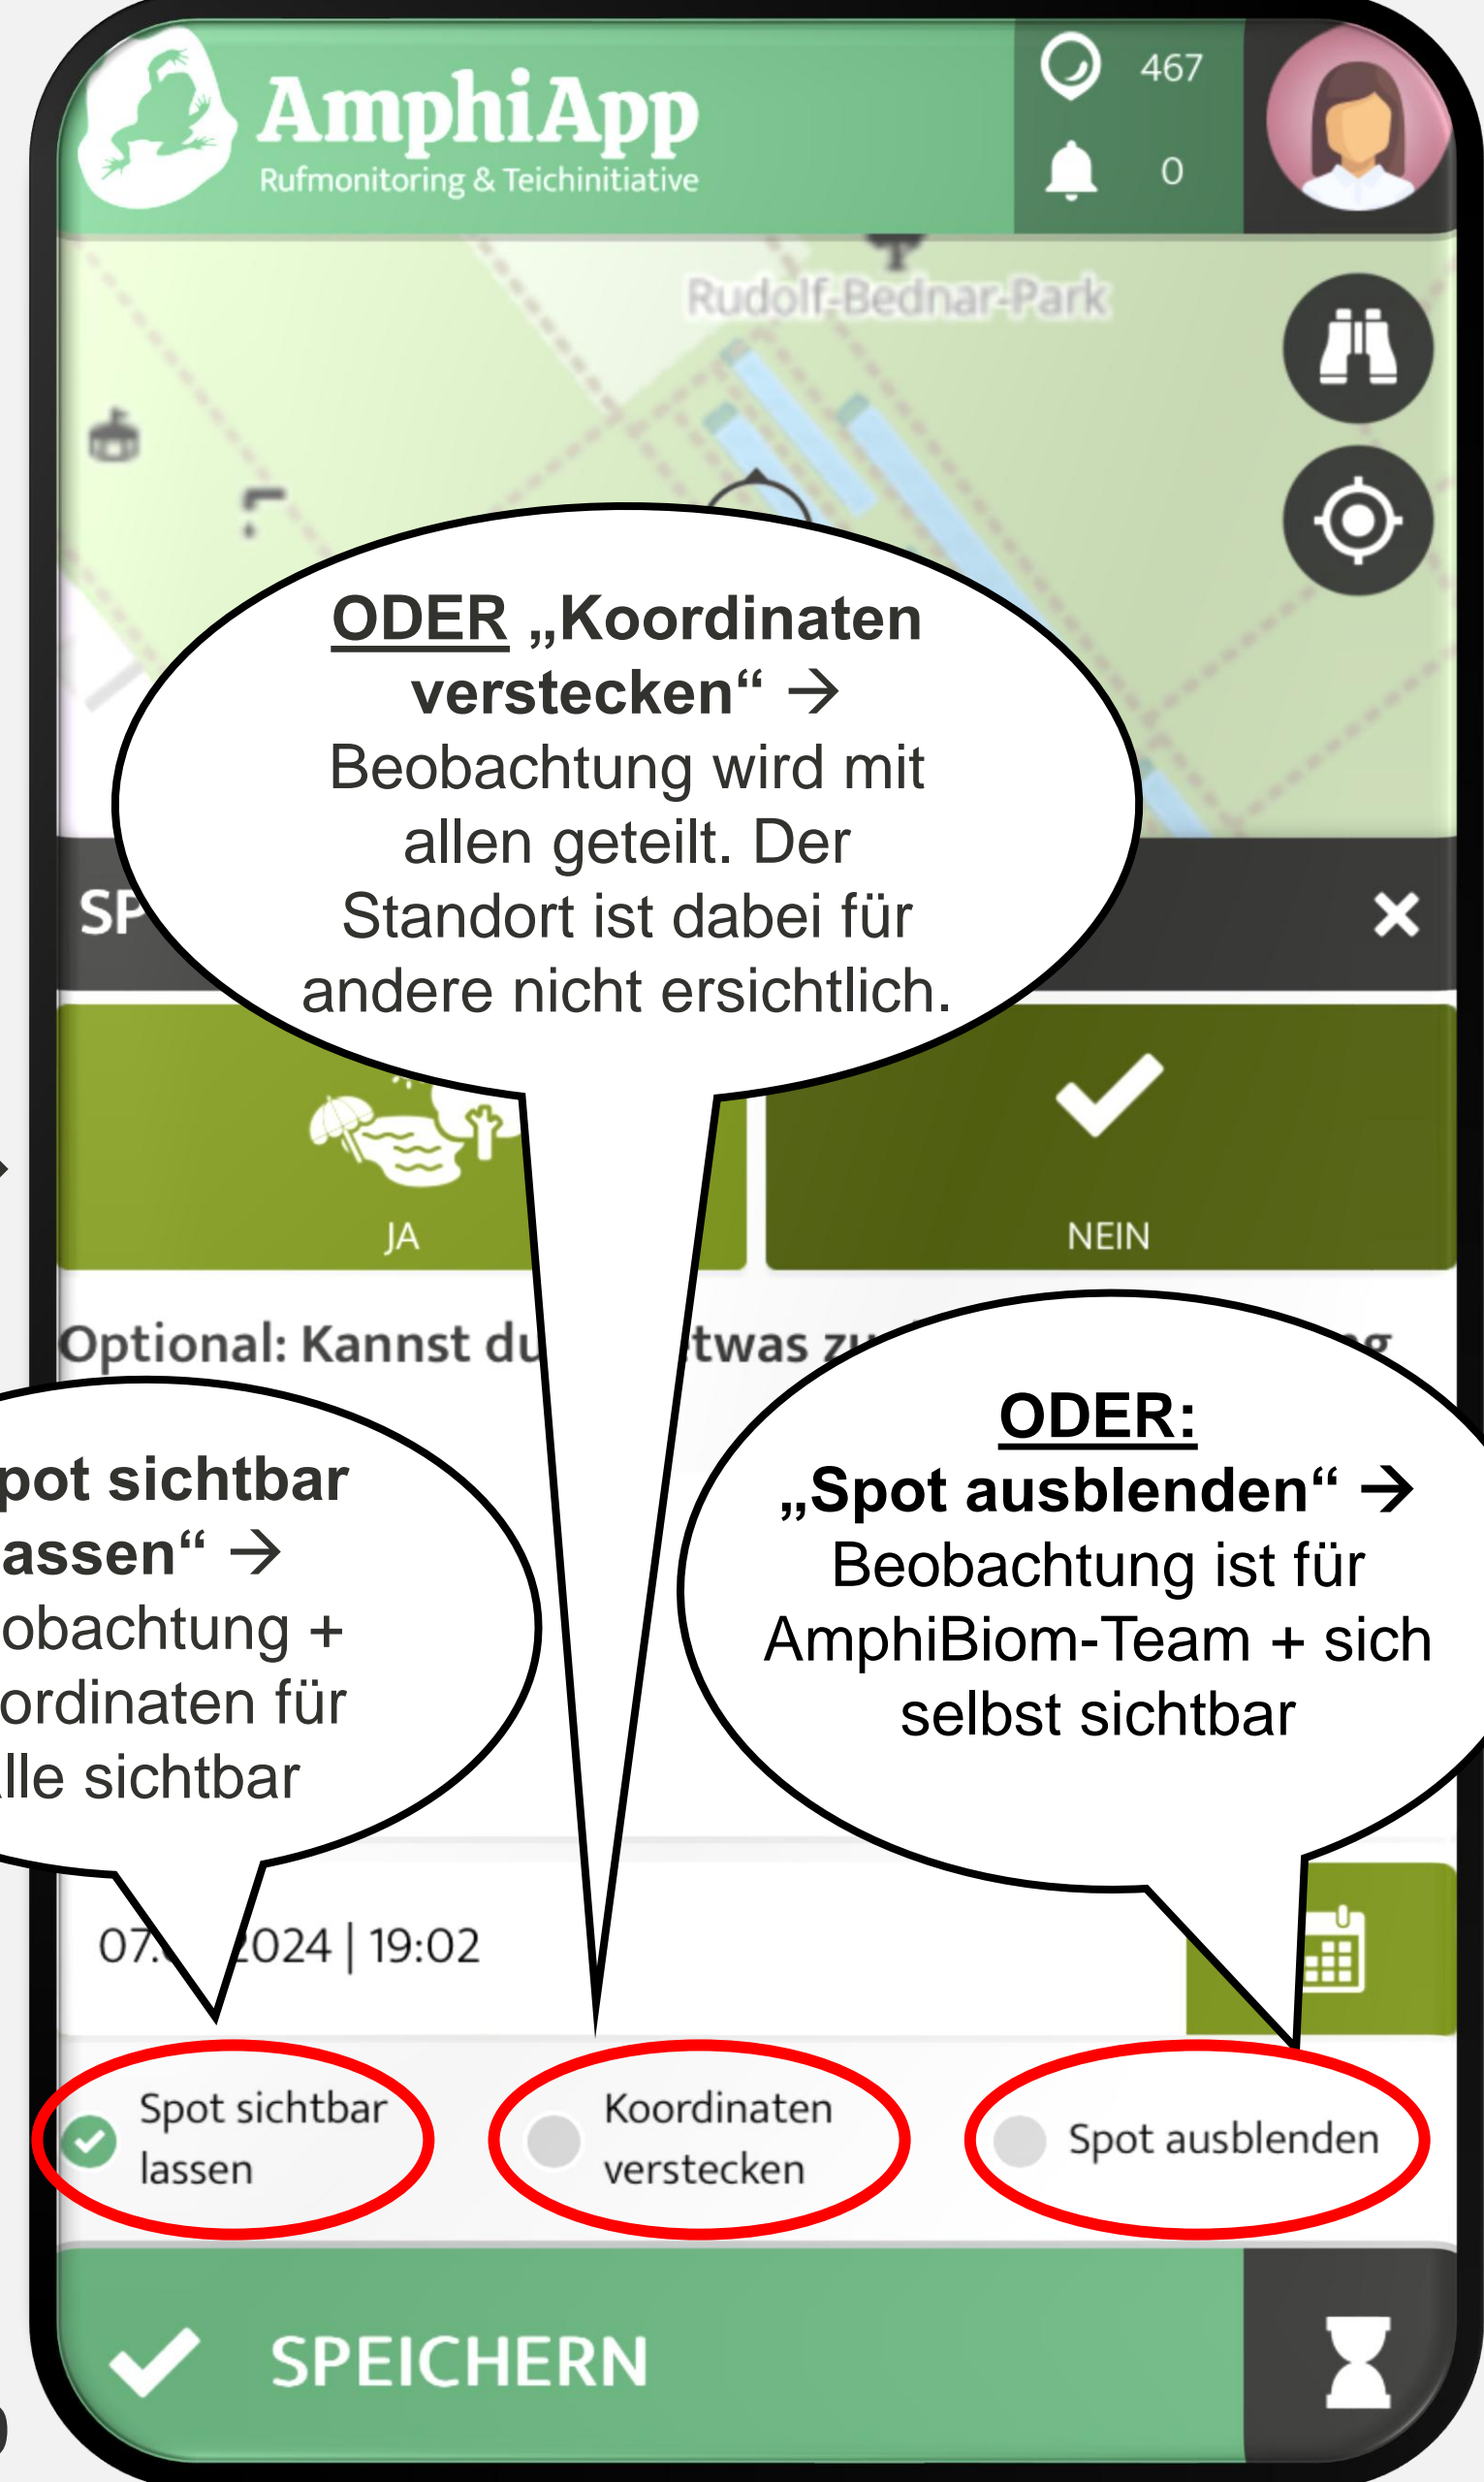 AmphiApp
Rufmonitoring & Teichinitiative
467
0
Rudolf-Bednar-Park
ODER „Koordinaten
verstecken“ →
Beobachtung wird mit
allen geteilt. Der
Standort ist dabei für
andere nicht ersichtlich.
SP
JA
NEIN
Optional: Kannst du twas zu
pot sichtbar
assen“ →
obachtung +
ordinaten für
lle sichtbar
ODER:
„Spot ausblenden“ →
Beobachtung ist für
AmphiBiom-Team + sich
selbst sichtbar
07. 2024 | 19:02
Spot sichtbar
lassen
Koordinaten
verstecken
Spot ausblenden
SPEICHERN